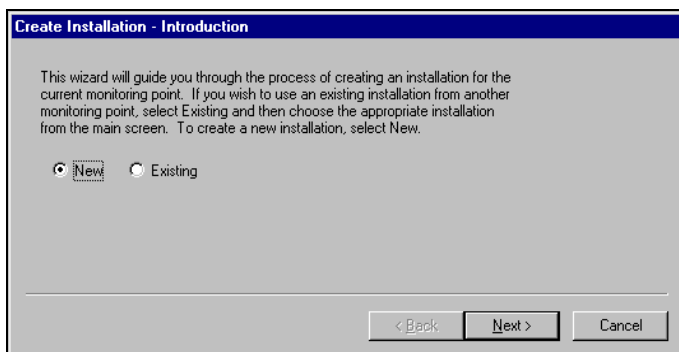 Create Installation - Introduction
This wizard will guide you through the process of creating an installation for the
current monitoring point. If you wish to use an existing installation from another
monitoring point, select Existing and then choose the appropriate installation
from the main screen. To create a new installation, select New.
New Existing
< Back Next > Cancel